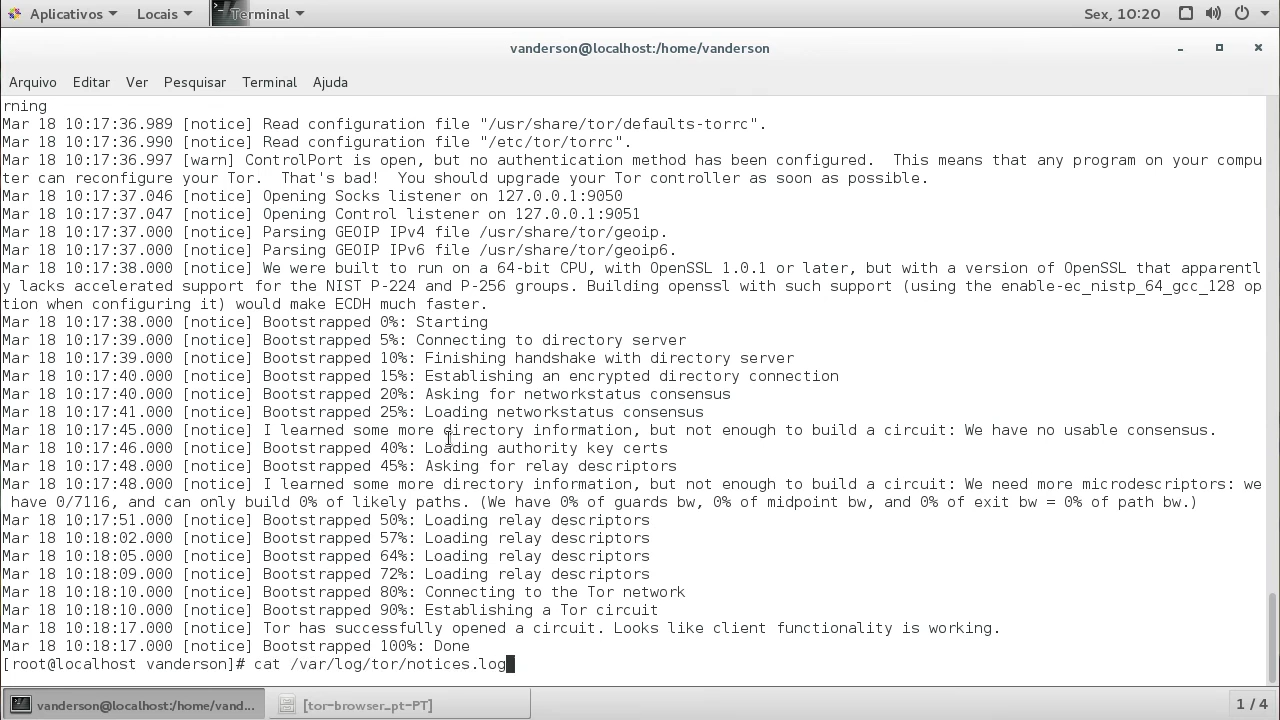 Aplicativos Locais Terminal Sex, 10:20
vanderson@localhost:/home/vanderson
Arquivo Editar Ver Pesquisar Terminal Ajuda
rning
Mar 18 10:17:36.989 [notice] Read configuration file "/usr/share/tor/defaults-torrc".
Mar 18 10:17:36.990 [notice] Read configuration file "/etc/tor/torrc".
Mar 18 10:17:36.997 [warn] ControlPort is open, but no authentication method has been configured.  This means that any program on your compu
ter can reconfigure your Tor.  That's bad!  You should upgrade your Tor controller as soon as possible.
Mar 18 10:17:37.046 [notice] Opening Socks listener on 127.0.0.1:9050
Mar 18 10:17:37.047 [notice] Opening Control listener on 127.0.0.1:9051
Mar 18 10:17:37.000 [notice] Parsing GEOIP IPv4 file /usr/share/tor/geoip.
Mar 18 10:17:37.000 [notice] Parsing GEOIP IPv6 file /usr/share/tor/geoip6.
Mar 18 10:17:38.000 [notice] We were built to run on a 64-bit CPU, with OpenSSL 1.0.1 or later, but with a version of OpenSSL that apparentl
y lacks accelerated support for the NIST P-224 and P-256 groups. Building openssl with such support (using the enable-ec_nistp_64_gcc_128 op
tion when configuring it) would make ECDH much faster.
Mar 18 10:17:38.000 [notice] Bootstrapped 0%: Starting
Mar 18 10:17:39.000 [notice] Bootstrapped 5%: Connecting to directory server
Mar 18 10:17:39.000 [notice] Bootstrapped 10%: Finishing handshake with directory server
Mar 18 10:17:40.000 [notice] Bootstrapped 15%: Establishing an encrypted directory connection
Mar 18 10:17:40.000 [notice] Bootstrapped 20%: Asking for networkstatus consensus
Mar 18 10:17:41.000 [notice] Bootstrapped 25%: Loading networkstatus consensus
Mar 18 10:17:45.000 [notice] I learned some more directory information, but not enough to build a circuit: We have no usable consensus.
Mar 18 10:17:46.000 [notice] Bootstrapped 40%: Loading authority key certs
Mar 18 10:17:48.000 [notice] Bootstrapped 45%: Asking for relay descriptors
Mar 18 10:17:48.000 [notice] I learned some more directory information, but not enough to build a circuit: We need more microdescriptors: we
 have 0/7116, and can only build 0% of likely paths. (We have 0% of guards bw, 0% of midpoint bw, and 0% of exit bw = 0% of path bw.)
Mar 18 10:17:51.000 [notice] Bootstrapped 50%: Loading relay descriptors
Mar 18 10:18:02.000 [notice] Bootstrapped 57%: Loading relay descriptors
Mar 18 10:18:05.000 [notice] Bootstrapped 64%: Loading relay descriptors
Mar 18 10:18:09.000 [notice] Bootstrapped 72%: Loading relay descriptors
Mar 18 10:18:10.000 [notice] Bootstrapped 80%: Connecting to the Tor network
Mar 18 10:18:10.000 [notice] Bootstrapped 90%: Establishing a Tor circuit
Mar 18 10:18:17.000 [notice] Tor has successfully opened a circuit. Looks like client functionality is working.
Mar 18 10:18:17.000 [notice] Bootstrapped 100%: Done
[root@localhost vanderson]# cat /var/log/tor/notices.log
vanderson@localhost:/home/vand... [tor-browser_pt-PT] 1 / 4